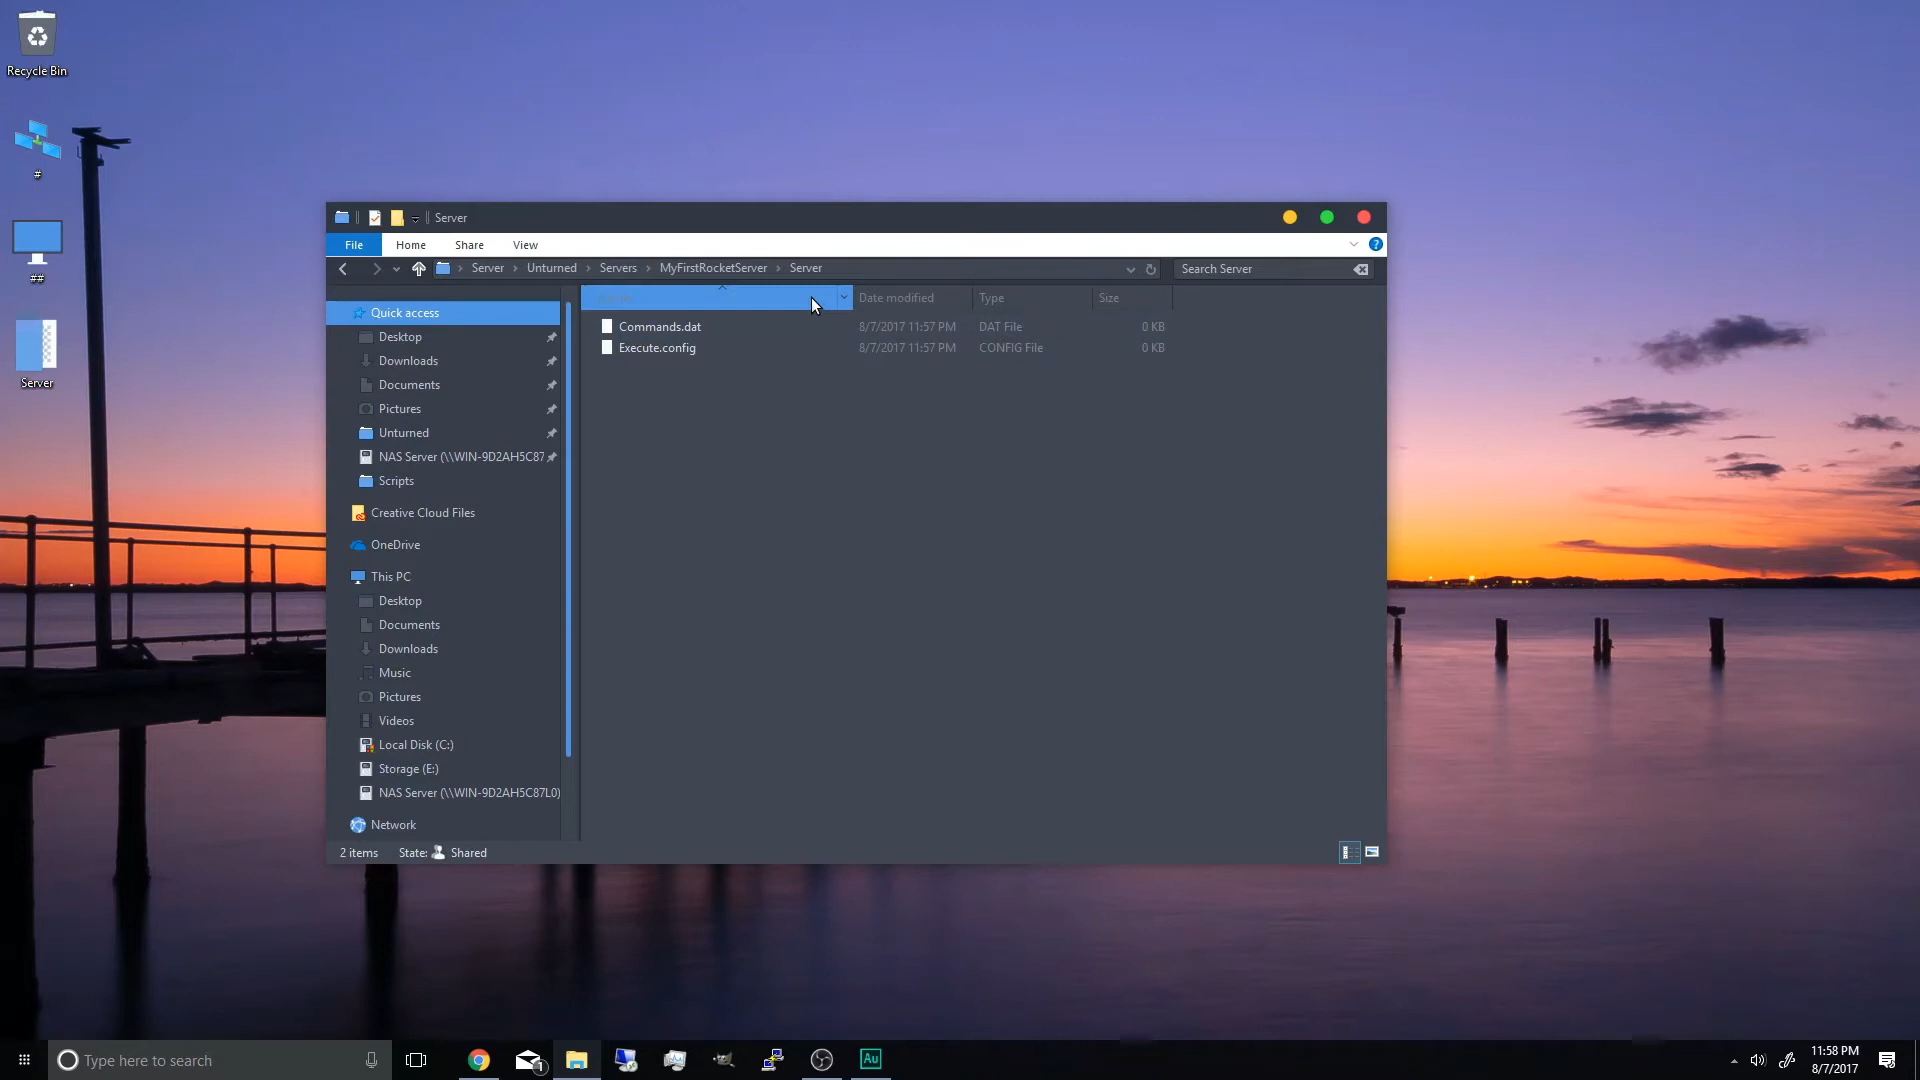 Recycle Bin
#
##
Server
Server
File Home Share View
Server Unturned Servers MyFirstRocketServer Server
Search Server
Date modified Type Size
Commands.dat 8/7/2017 11:57 PM DAT File 0 KB
Execute.config 8/7/2017 11:57 PM CONFIG File 0 KB
Quick access
Desktop
Downloads
Documents
Pictures
Unturned
NAS Server (\\WIN-9D2AH5C87
Scripts
Creative Cloud Files
OneDrive
This PC
Desktop
Documents
Downloads
Music
Pictures
Videos
Local Disk (C:)
Storage (E:)
NAS Server (\\WIN-9D2AH5C87L0)
Network
2 items State: Shared
Type here to search
1
Au
11:58 PM
8/7/2017